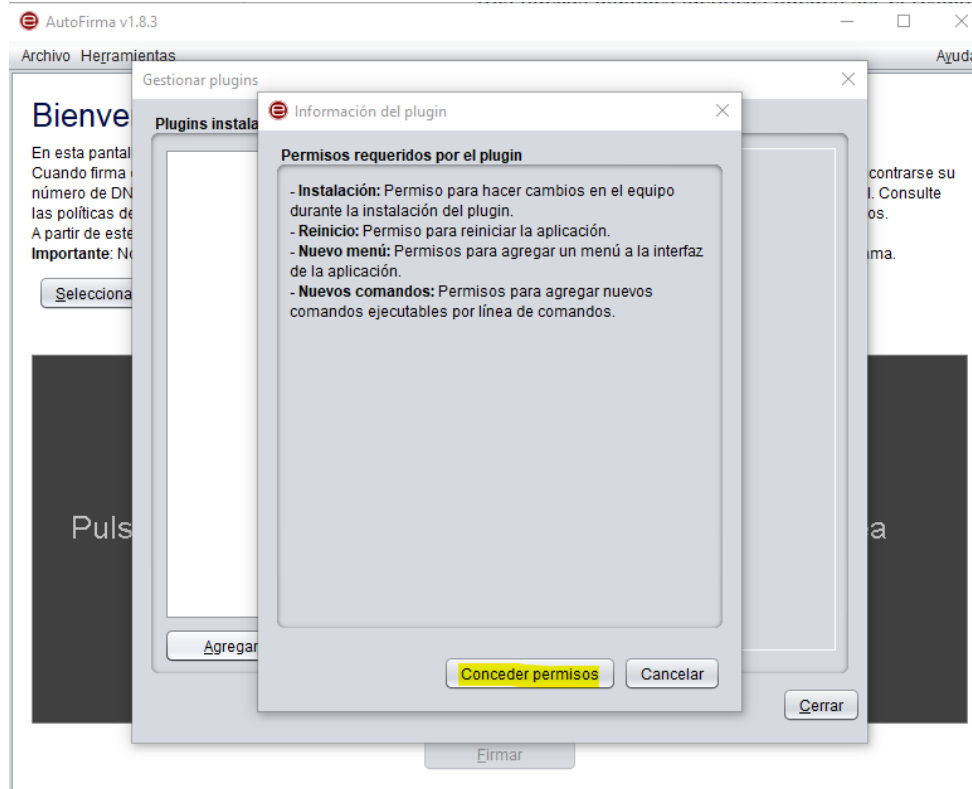 AutoFirma v1.8.3
Archivo Herramientas
Gestionar plugins
Bienve
Plugins instala
Información del plugin
Permisos requeridos por el plugin
- Instalación: Permiso para hacer cambios en el equipo
durante la instalación del plugin.
- Reinicio: Permiso para reiniciar la aplicación.
- Nuevo menú: Permisos para agregar un menú a la interfaz
de la aplicación.
- Nuevos comandos: Permisos para agregar nuevos
comandos ejecutables por línea de comandos.
Conceder permisos Cancelar
En esta pantal
Cuando firma contrarse su
número de DN l. Consulte
las políticas de os.
A partir de este
Importante: No ama.
Selecciona
Puls a
Agregar
Cerrar
Firmar